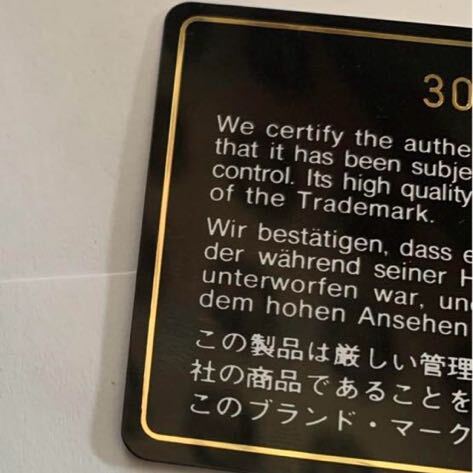 30
We certify the authe
that it has been subje
control. Its high quality
of the Trademark.
Wir bestätigen, dass e
der während seiner H
unterworfen war, un
dem hohen Ansehen
この製品は厳しい管理
社の商品であることを
このブランド・マーク